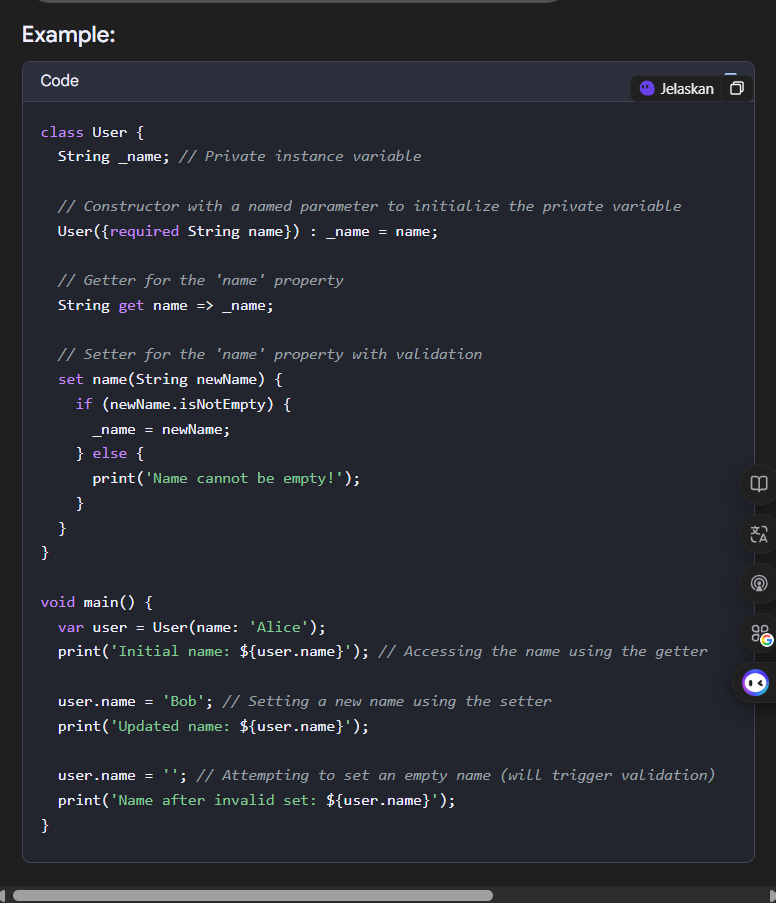 Example:
Code
Jelaskan
class User {
  String _name; // Private instance variable

  // Constructor with a named parameter to initialize the private variable
  User({required String name}) : _name = name;

  // Getter for the 'name' property
  String get name => _name;

  // Setter for the 'name' property with validation
  set name(String newName) {
    if (newName.isNotEmpty) {
      _name = newName;
    } else {
      print('Name cannot be empty!');
    }
  }
}

void main() {
  var user = User(name: 'Alice');
  print('Initial name: ${user.name}'); // Accessing the name using the getter

  user.name = 'Bob'; // Setting a new name using the setter
  print('Updated name: ${user.name}');

  user.name = ''; // Attempting to set an empty name (will trigger validation)
  print('Name after invalid set: ${user.name}');
}